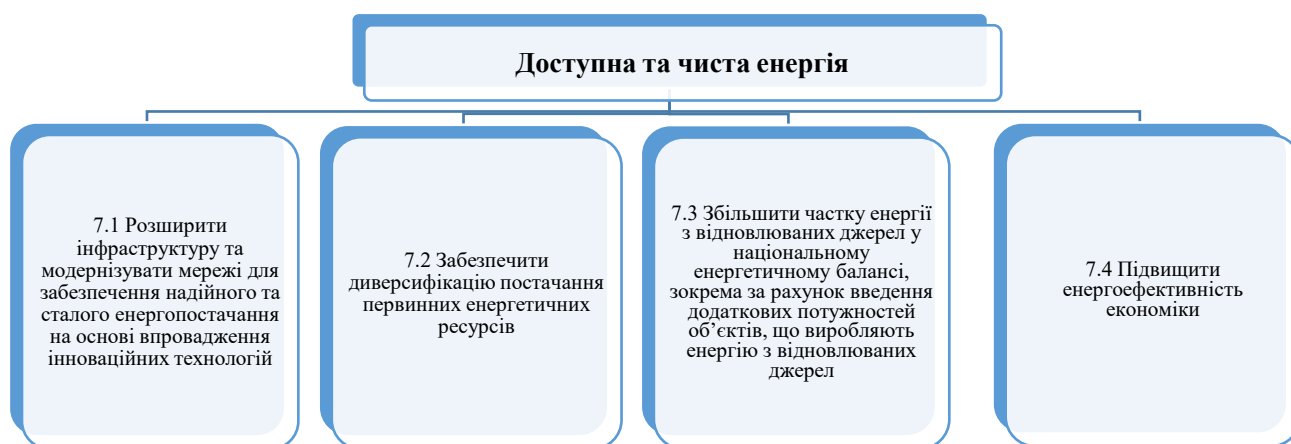 Доступна та чиста енергія
7.1 Розширити
інфраструктуру та
модернізувати мережі для
забезпечення надійного та
сталого енергопостачання
на основі впровадження
інноваційних технологій
7.2 Забезпечити
диверсифікацію постачання
первинних енергетичних
ресурсів
7.3 Збільшити частку енергії
з відновлюваних джерел у
національному
енергетичному балансі,
зокрема за рахунок введення
додаткових потужностей
об’єктів, що виробляють
енергію з відновлюваних
джерел
7.4 Підвищити
енергоефективність
економіки